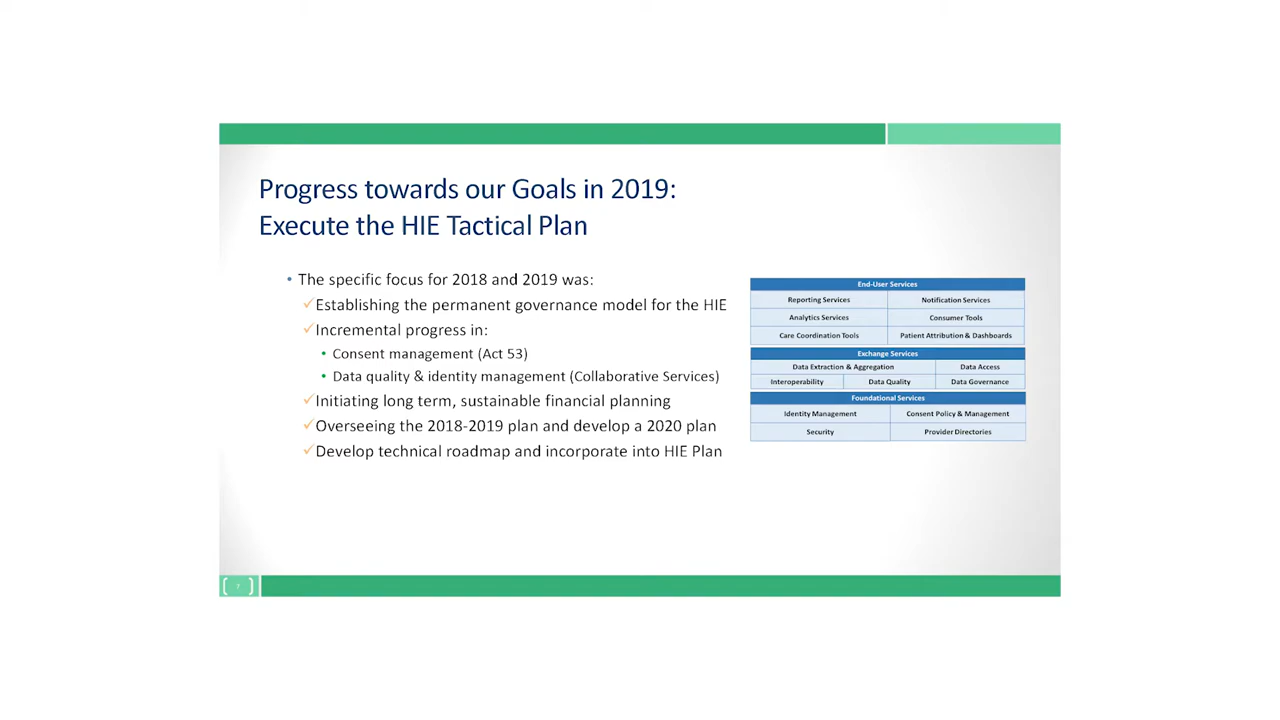 Progress towards our Goals in 2019:
Execute the HIE Tactical Plan
• The specific focus for 2018 and 2019 was:
✓Establishing the permanent governance model for the HIE
✓Incremental progress in:
• Consent management (Act 53)
• Data quality & identity management (Collaborative Services)
✓Initiating long term, sustainable financial planning
✓Overseeing the 2018-2019 plan and develop a 2020 plan
✓Develop technical roadmap and incorporate into HIE Plan
End-User Services
Reporting Services Notification Services
Analytics Services Consumer Tools
Care Coordination Tools Patient Attribution & Dashboards
Exchange Services
Data Extraction & Aggregation Data Access
Interoperability Data Quality Data Governance
Foundational Services
Identity Management Consent Policy & Management
Security Provider Directories
7